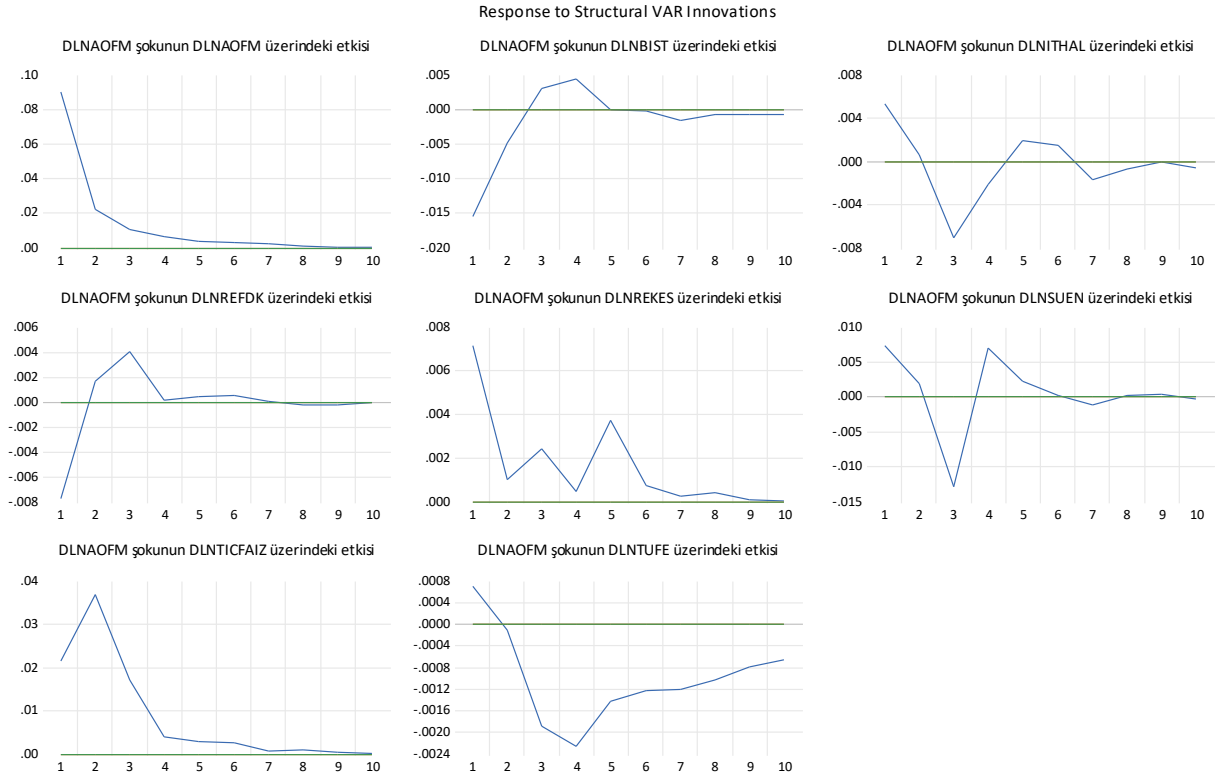 Response to Structural VAR Innovations
DLNAOFM şokunun DLNAOFM üzerindeki etkisi
.10
.08
.06
.04
.02
.00
1 2 3 4 5 6 7 8 9 10
DLNAOFM şokunun DLNBIST üzerindeki etkisi
.005
.000
-.005
-.010
-.015
-.020
1 2 3 4 5 6 7 8 9 10
DLNAOFM şokunun DLNITHAL üzerindeki etkisi
.008
.004
.000
-.004
-.008
1 2 3 4 5 6 7 8 9 10
DLNAOFM şokunun DLNREFDK üzerindeki etkisi
.006
.004
.002
.000
-.002
-.004
-.006
-.008
1 2 3 4 5 6 7 8 9 10
DLNAOFM şokunun DLNREKES üzerindeki etkisi
.008
.006
.004
.002
.000
1 2 3 4 5 6 7 8 9 10
DLNAOFM şokunun DLNSUEN üzerindeki etkisi
.010
.005
.000
-.005
-.010
-.015
1 2 3 4 5 6 7 8 9 10
DLNAOFM şokunun DLNTICFAIZ üzerindeki etkisi
.04
.03
.02
.01
.00
1 2 3 4 5 6 7 8 9 10
DLNAOFM şokunun DLNTUFE üzerindeki etkisi
.0008
.0004
.0000
-.0004
-.0008
-.0012
-.0016
-.0020
-.0024
1 2 3 4 5 6 7 8 9 10